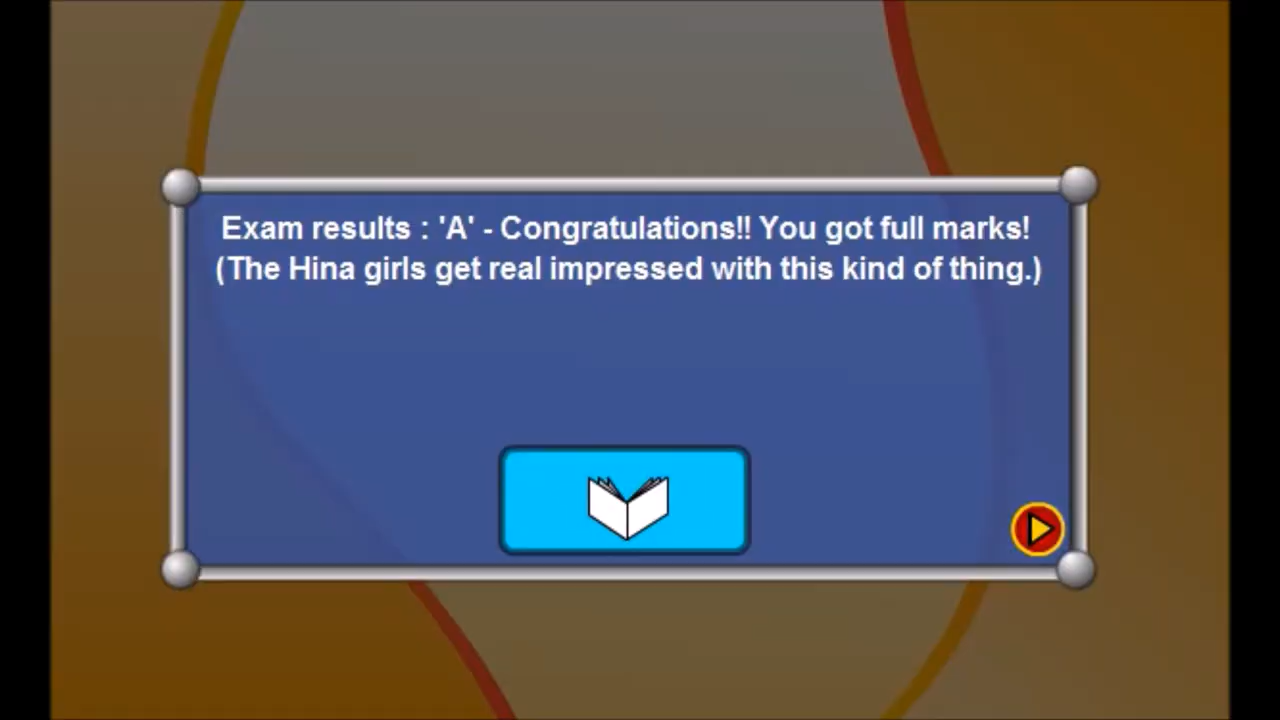 Exam results : 'A' - Congratulations!! You got full marks!
(The Hina girls get real impressed with this kind of thing.)